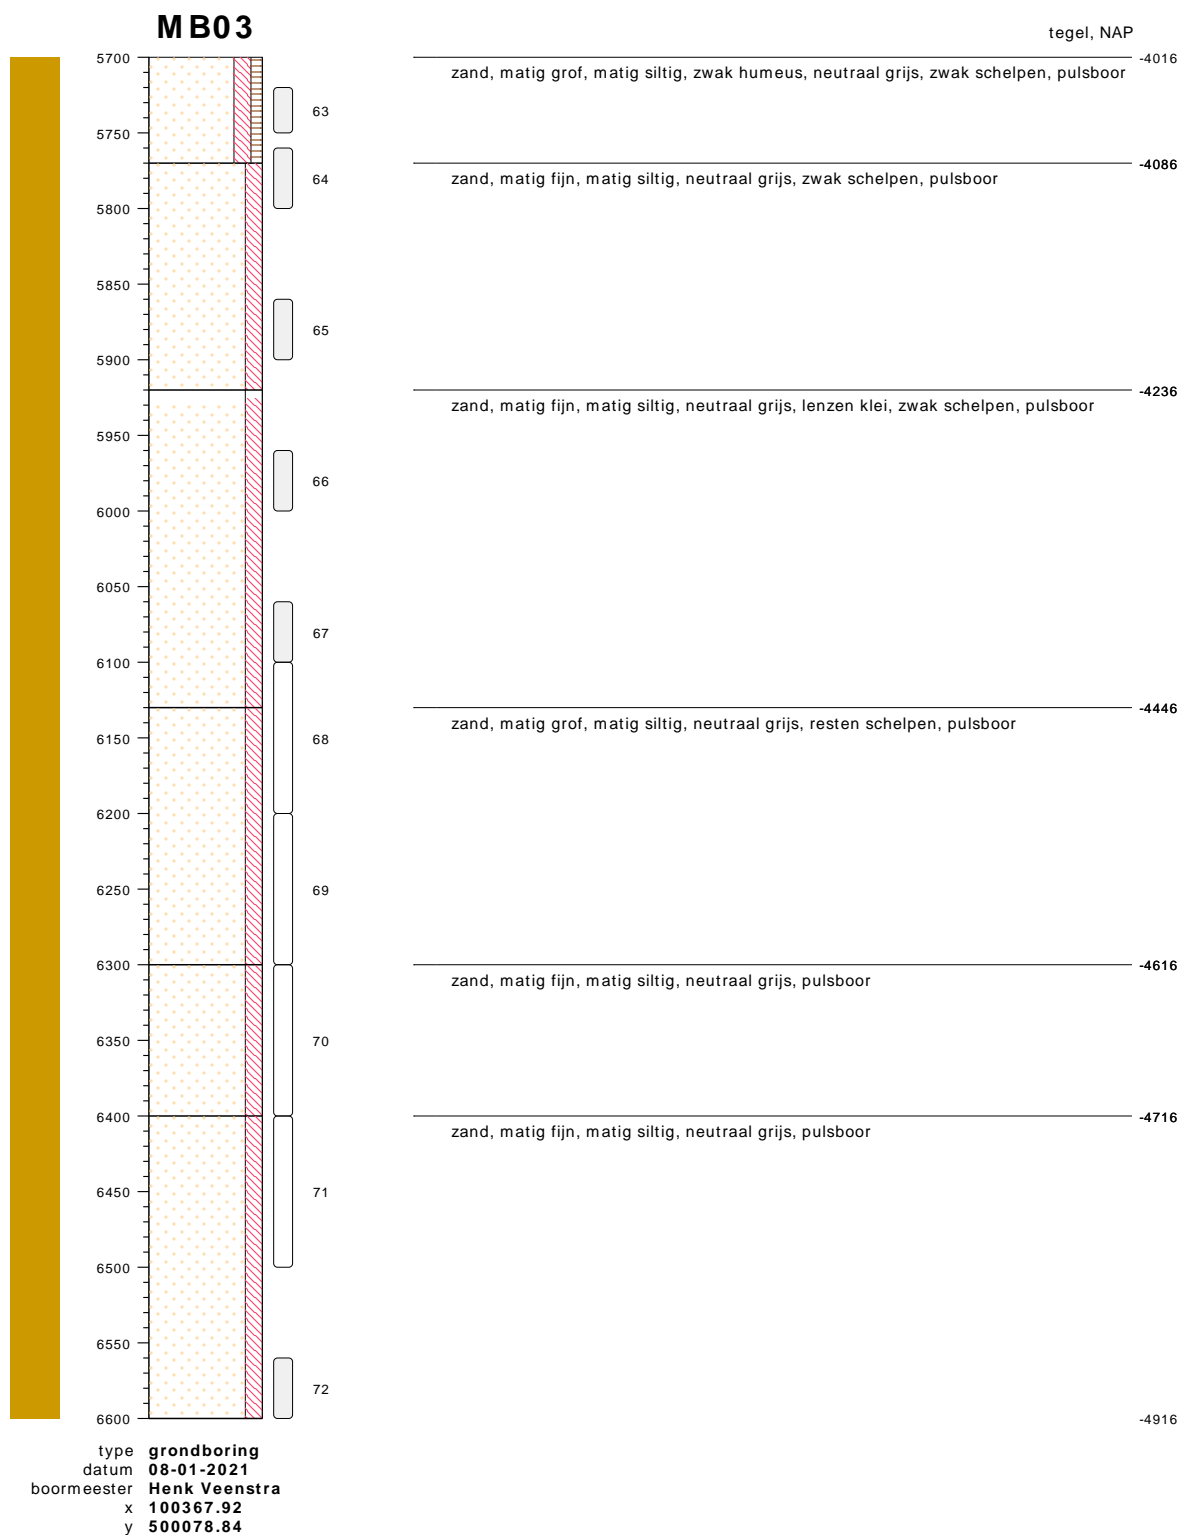 MB03
tegel, NAP
5700
-4016
zand, matig grof, matig siltig, zwak humeus, neutraal grijs, zwak schelpen, pulsboor
63
5750
-4086
zand, matig fijn, matig siltig, neutraal grijs, zwak schelpen, pulsboor
64
5800
5850
65
5900
-4236
zand, matig fijn, matig siltig, neutraal grijs, lenzen klei, zwak schelpen, pulsboor
5950
66
6000
6050
67
6100
-4446
zand, matig grof, matig siltig, neutraal grijs, resten schelpen, pulsboor
6150
68
6200
6250
69
6300
-4616
zand, matig fijn, matig siltig, neutraal grijs, pulsboor
6350
70
6400
-4716
zand, matig fijn, matig siltig, neutraal grijs, pulsboor
6450
71
6500
6550
72
6600
-4916
type grondboring
datum 08-01-2021
boormeester Henk Veenstra
x 100367.92
y 500078.84